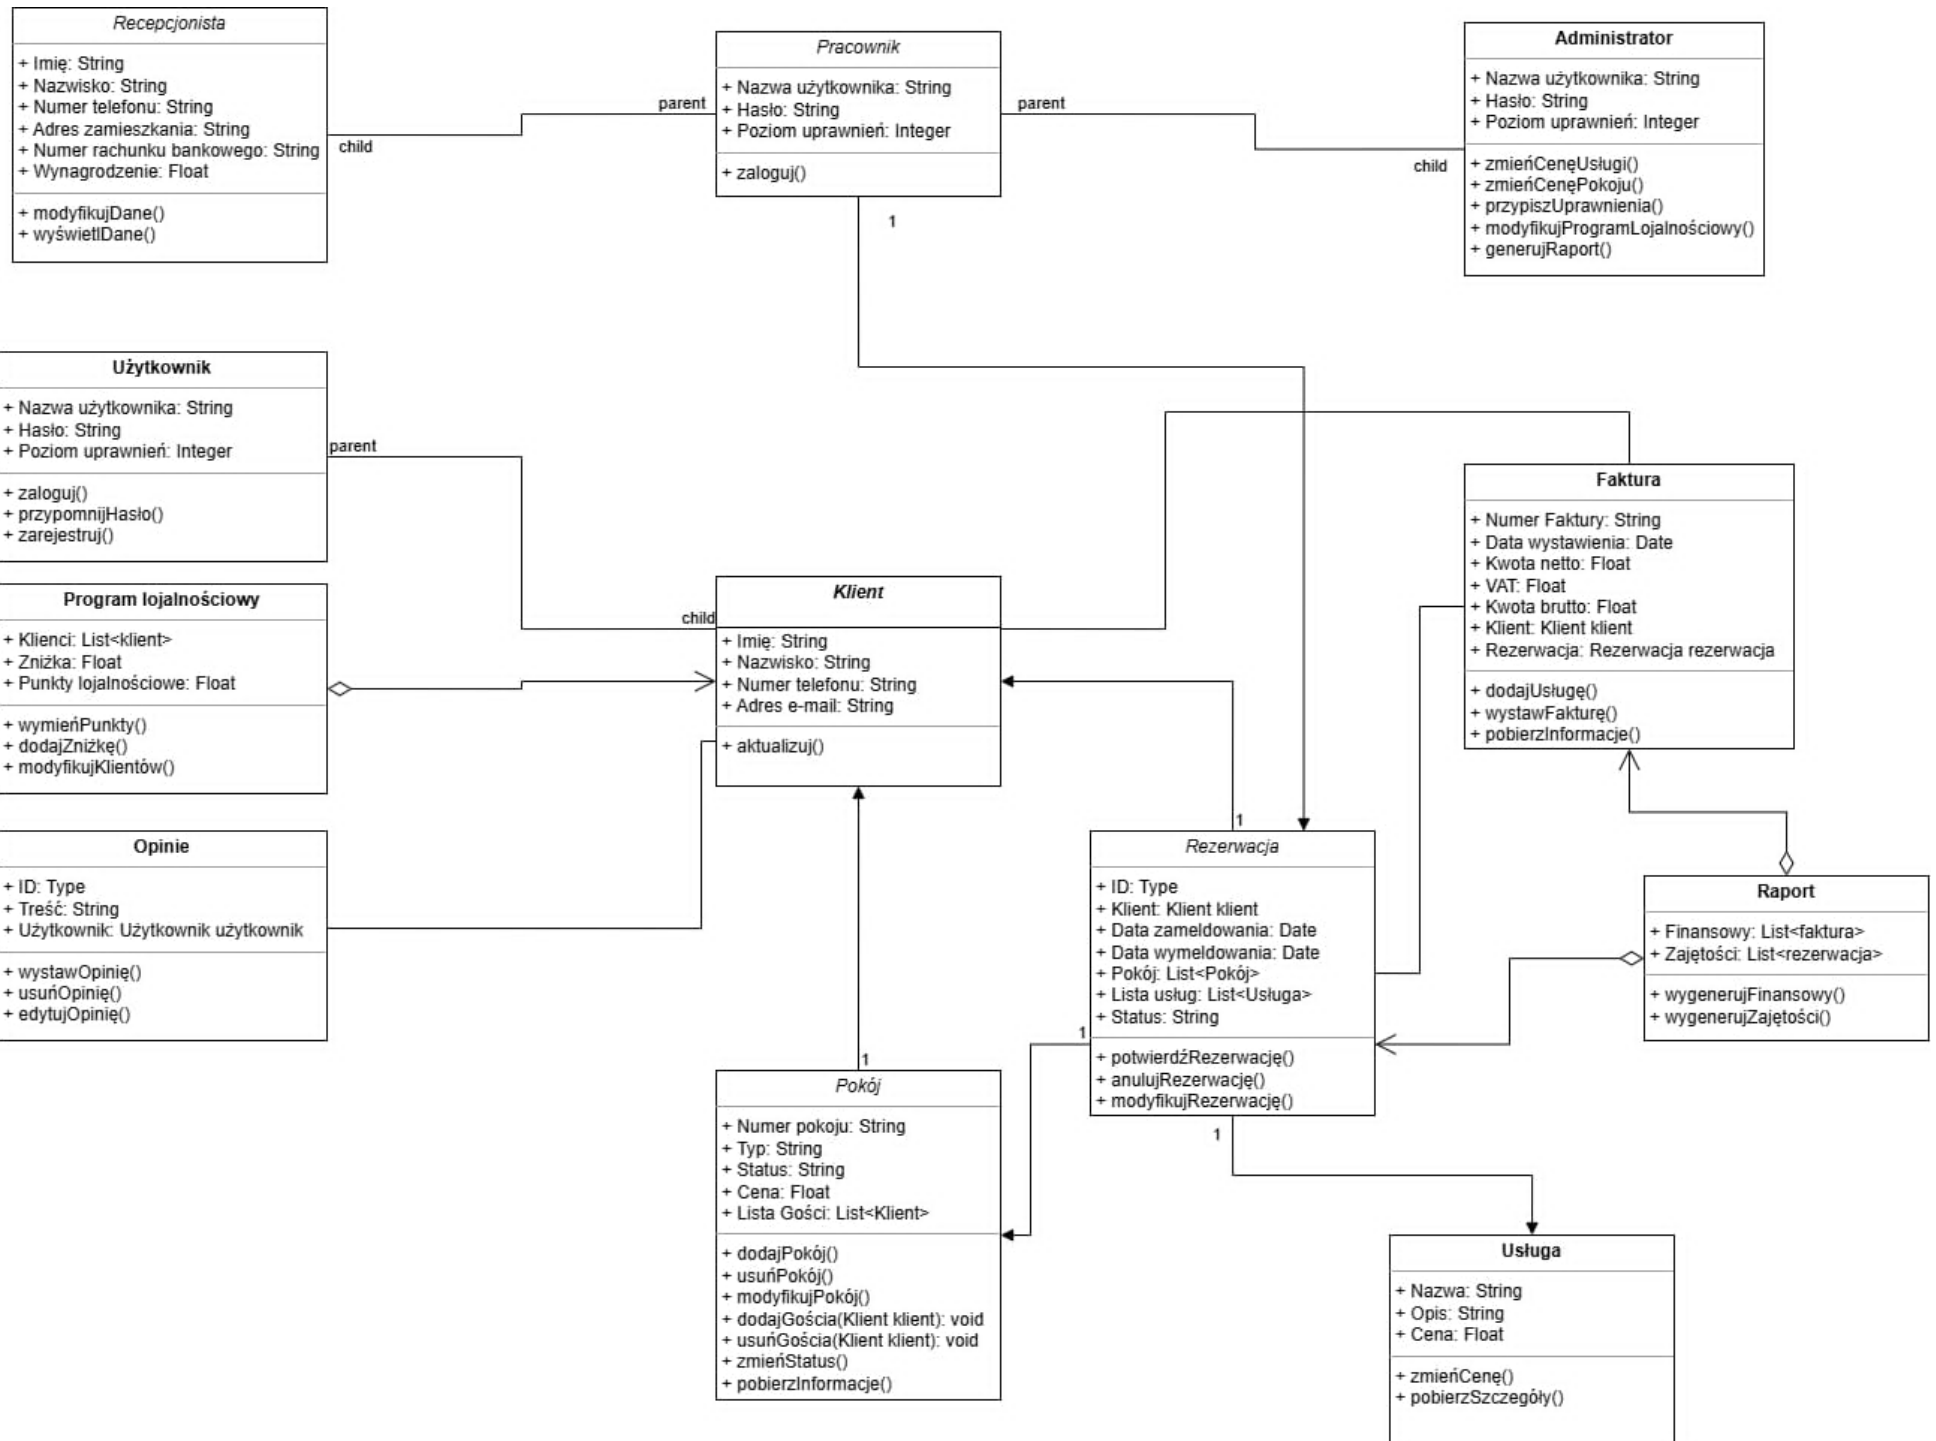 Recepcjonista
+ Imię: String
+ Nazwisko: String
+ Numer telefonu: String
+ Adres zamieszkania: String
+ Numer rachunku bankowego: String
+ Wynagrodzenie: Float
+ modyfikujDane()
+ wyświetlDane()
child
parent
Pracownik
+ Nazwa użytkownika: String
+ Hasło: String
+ Poziom uprawnień: Integer
+ zaloguj()
1
parent
child
Administrator
+ Nazwa użytkownika: String
+ Hasło: String
+ Poziom uprawnień: Integer
+ zmieńCenęUsługi()
+ zmieńCenęPokoju()
+ przypiszUprawnienia()
+ modyfikujProgramLojalnościowy()
+ generujRaport()
Użytkownik
+ Nazwa użytkownika: String
+ Hasło: String
+ Poziom uprawnień: Integer
+ zaloguj()
+ przypomnijHasło()
+ zarejestruj()
parent
child
Program lojalnościowy
+ Klienci: List<klient>
+ Zniżka: Float
+ Punkty lojalnościowe: Float
+ wymieńPunkty()
+ dodajZniżkę()
+ modyfikujKlientów()
Klient
+ Imię: String
+ Nazwisko: String
+ Numer telefonu: String
+ Adres e-mail: String
+ aktualizuj()
Faktura
+ Numer Faktury: String
+ Data wystawienia: Date
+ Kwota netto: Float
+ VAT: Float
+ Kwota brutto: Float
+ Klient: Klient klient
+ Rezerwacja: Rezerwacja rezerwacja
+ dodajUsługę()
+ wystawFakturę()
+ pobierzInformacje()
Opinie
+ ID: Type
+ Treść: String
+ Użytkownik: Użytkownik użytkownik
+ wystawOpinię()
+ usuńOpinię()
+ edytujOpinię()
1
Rezerwacja
+ ID: Type
+ Klient: Klient klient
+ Data zameldowania: Date
+ Data wymeldowania: Date
+ Pokój: List<Pokój>
+ Lista usług: List<Usługa>
+ Status: String
+ potwierdźRezerwację()
+ anulujRezerwację()
+ modyfikujRezerwację()
1
1
Raport
+ Finansowy: List<faktura>
+ Zajętości: List<rezerwacja>
+ wygenerujFinansowy()
+ wygenerujZajętości()
1
Pokój
+ Numer pokoju: String
+ Typ: String
+ Status: String
+ Cena: Float
+ Lista Gości: List<Klient>
+ dodajPokój()
+ usuńPokój()
+ modyfikujPokój()
+ dodajGościa(Klient klient): void
+ usuńGościa(Klient klient): void
+ zmieńStatus()
+ pobierzInformacje()
Usługa
+ Nazwa: String
+ Opis: String
+ Cena: Float
+ zmieńCenę()
+ pobierzSzczegóły()